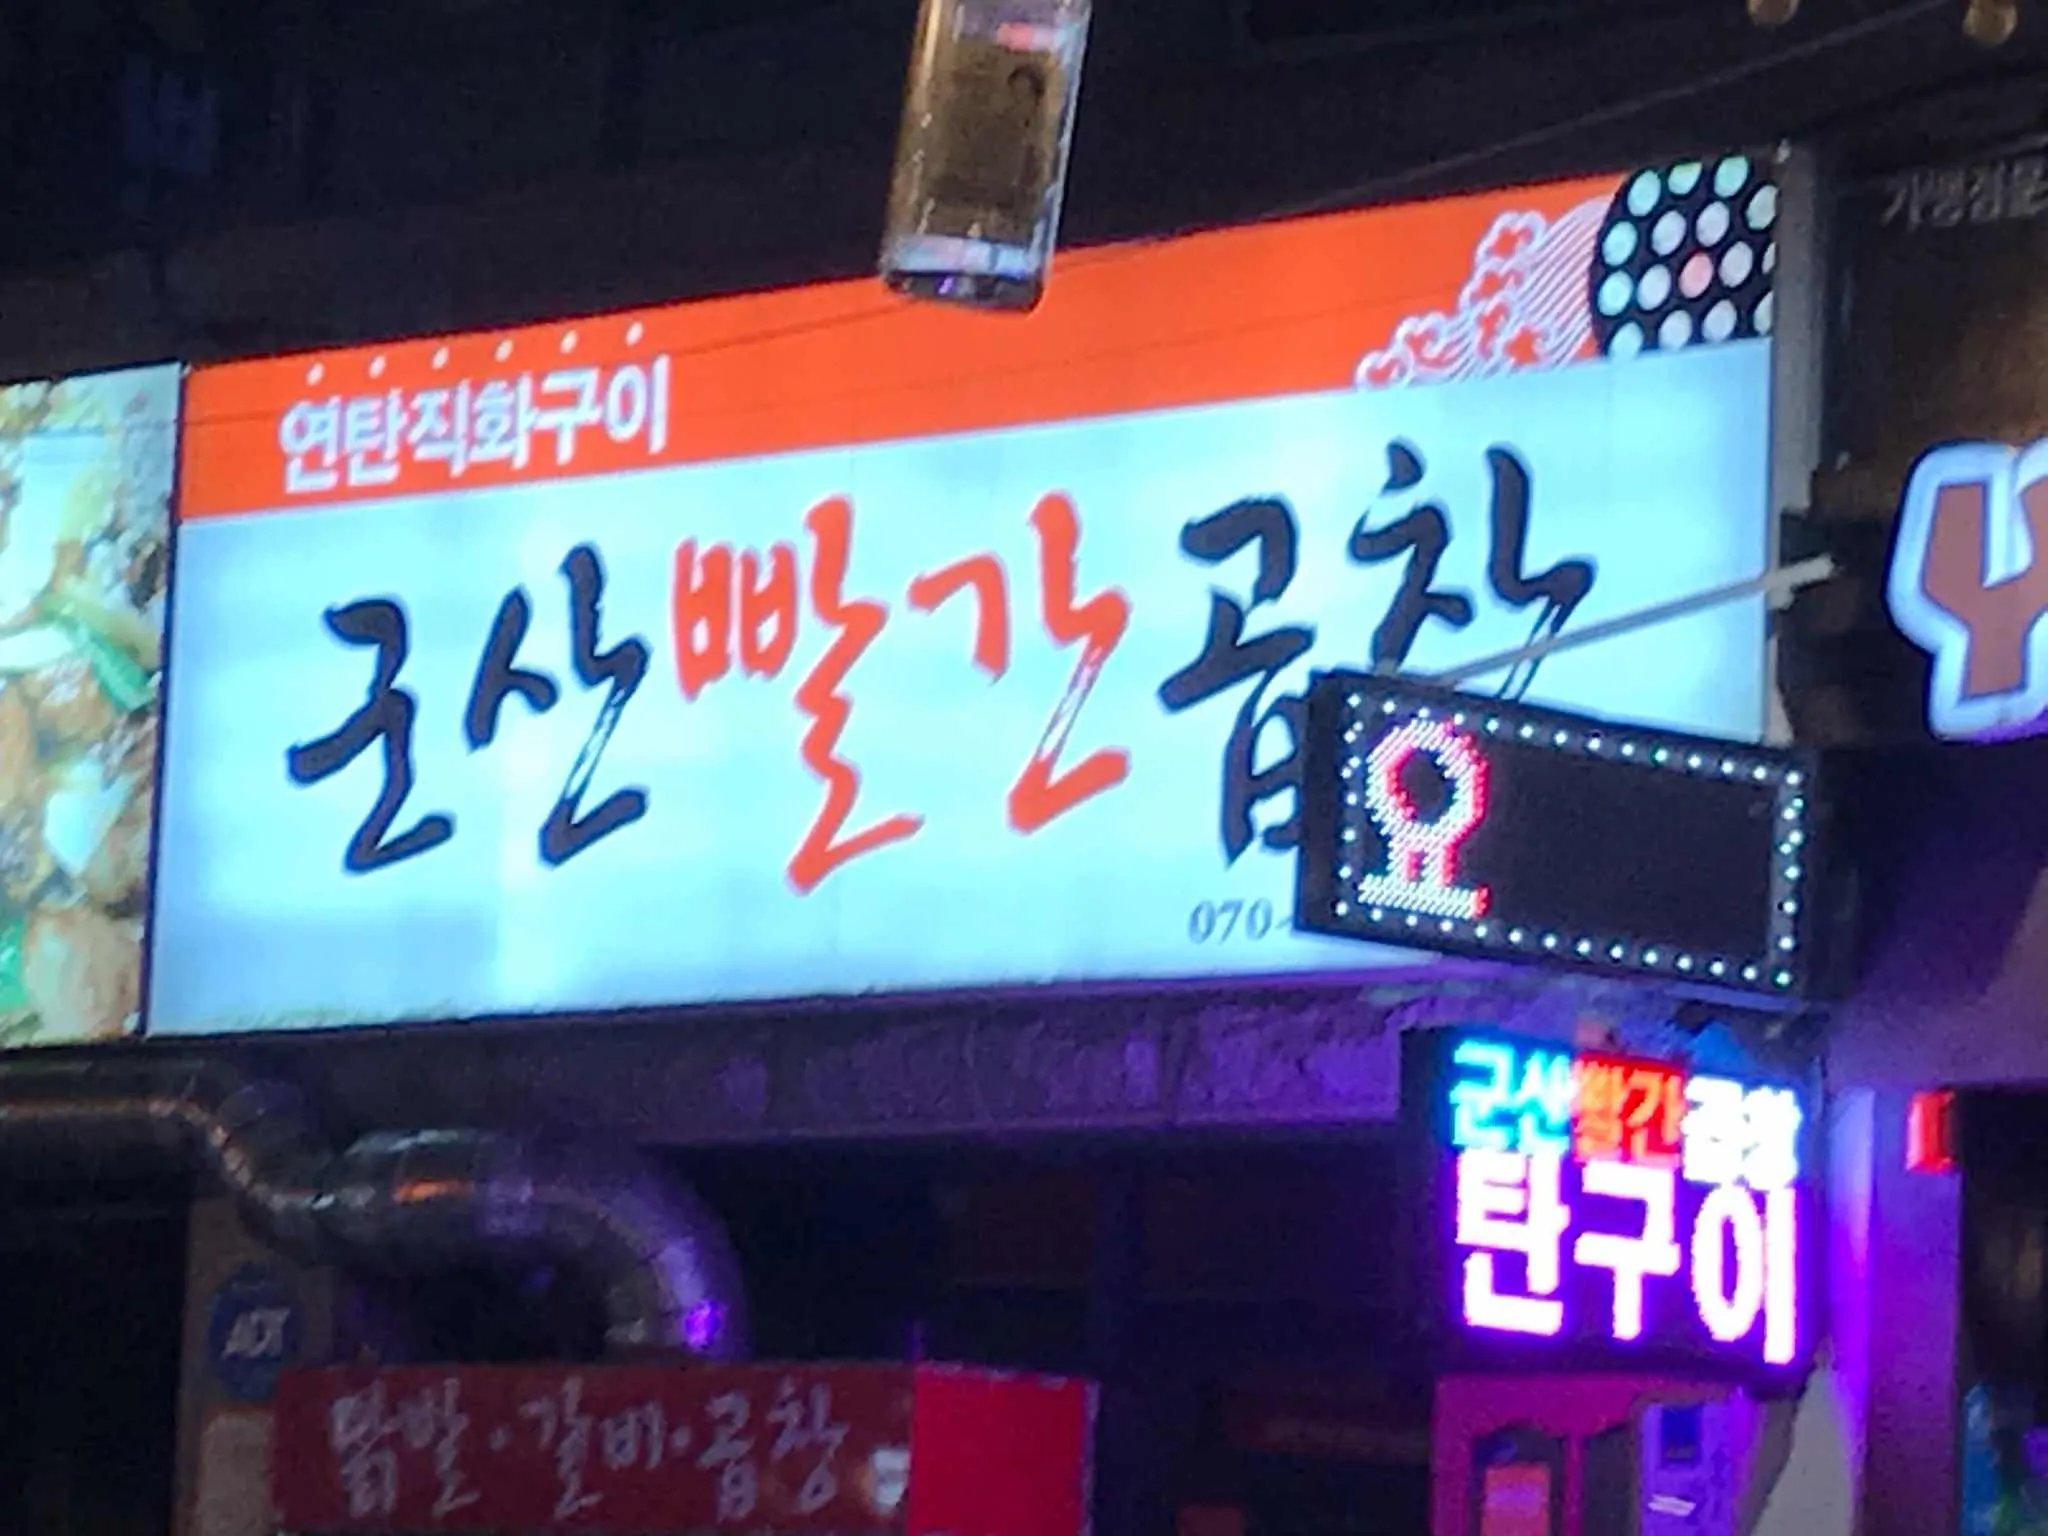 연탄직화구이
군산빨간곱창
070-
요
군산빨간곱창
탄구이
ADT
닭발·갈비·곱창